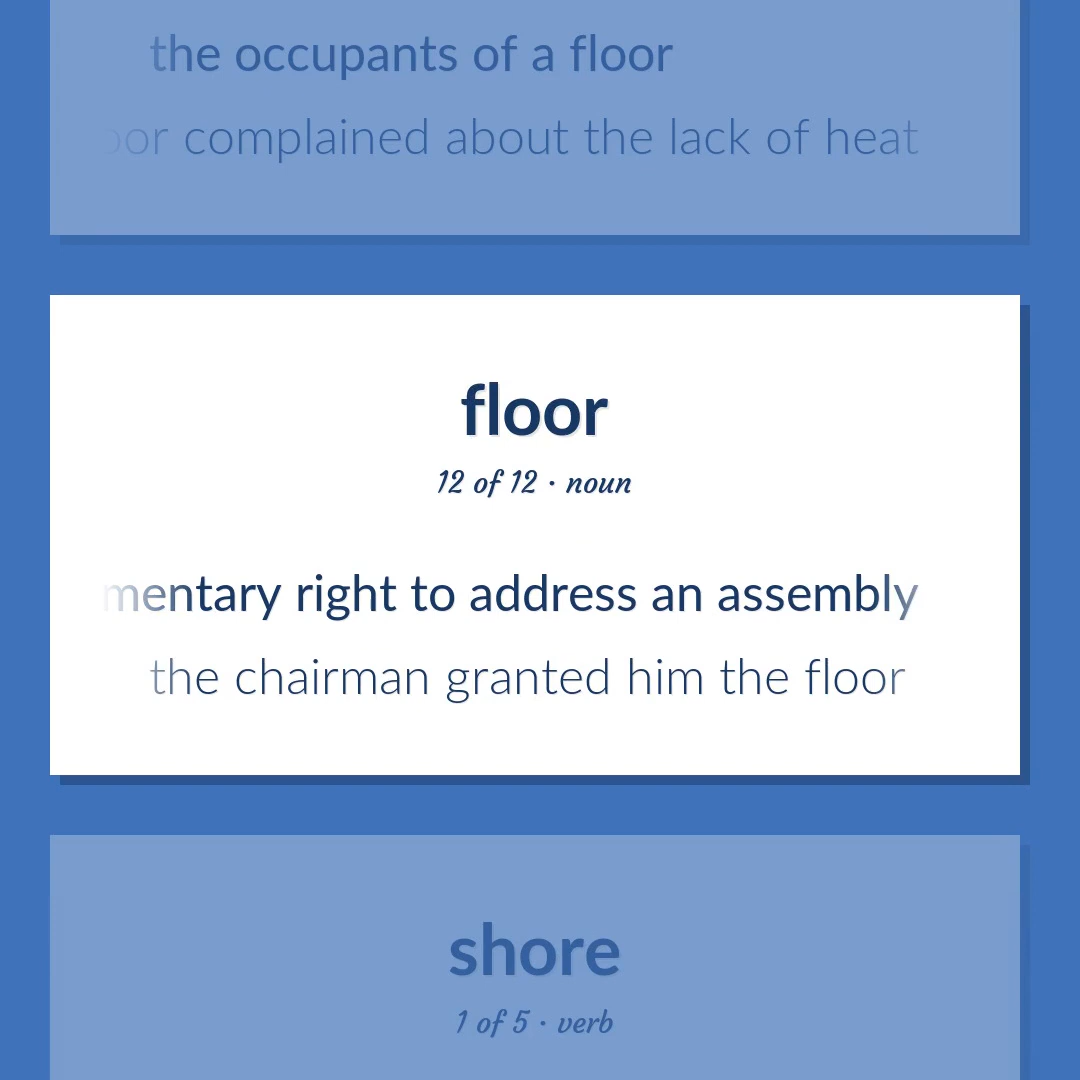 the occupants of a floor
complained about the lack of heat
floor
12 of 12 · noun
mentary right to address an assembly
the chairman granted him the floor
shore
1 of 5 · verb